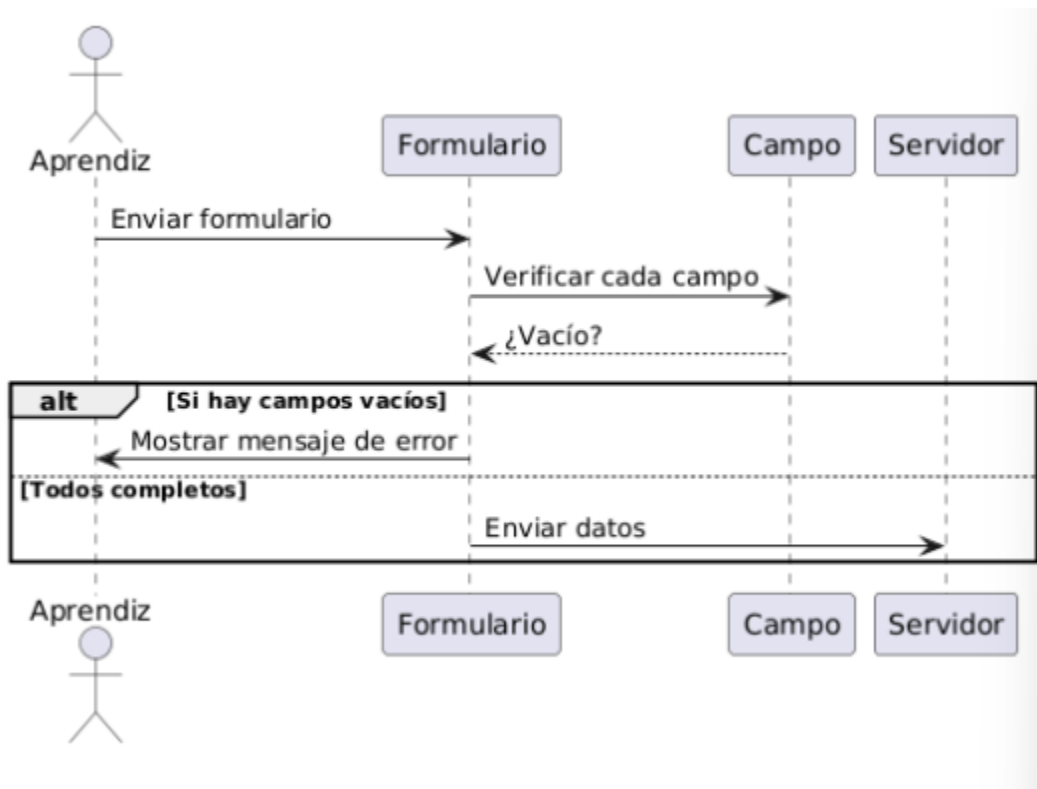 Aprendiz
Formulario
Campo
Servidor
Enviar formulario
Verificar cada campo
¿Vacío?
alt
[Si hay campos vacíos]
Mostrar mensaje de error
[Todos completos]
Enviar datos
Aprendiz
Formulario
Campo
Servidor